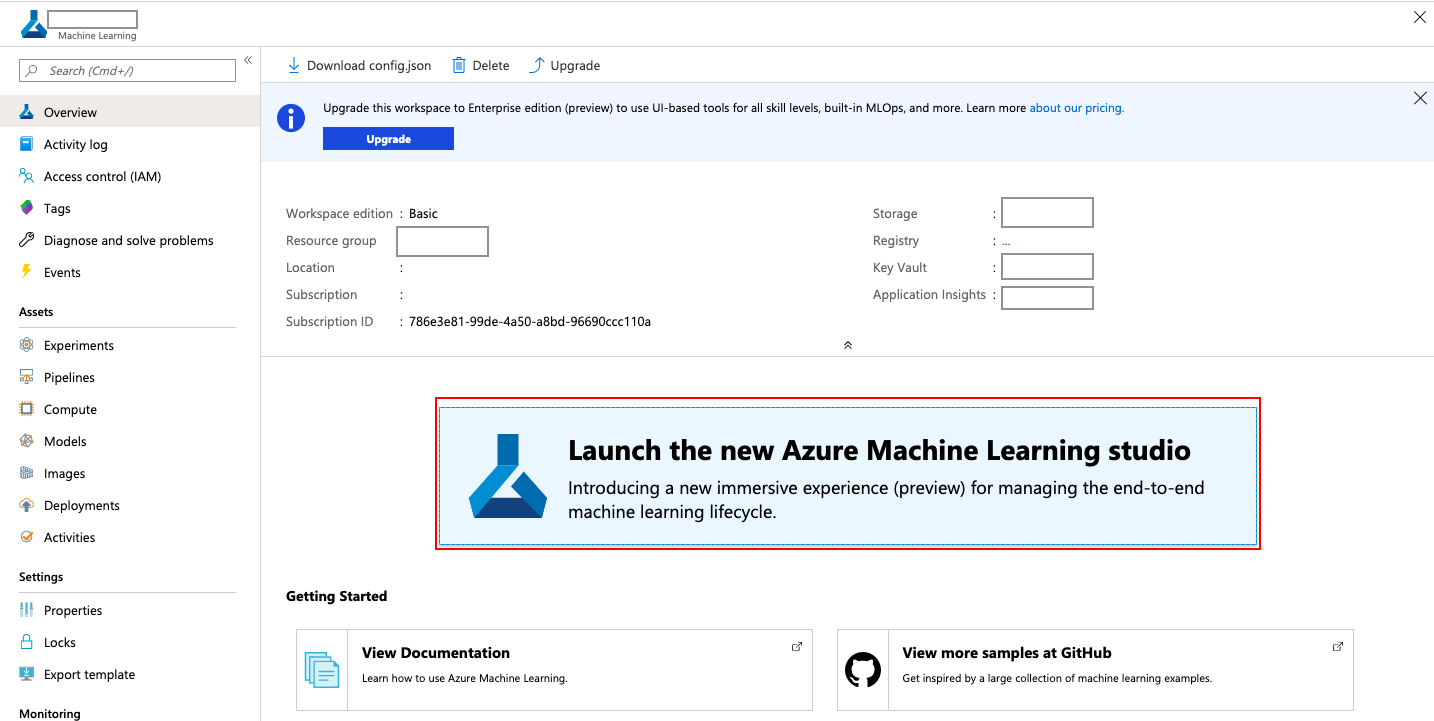 Machine Learning
Search (Cmd+/)
«
Overview
Activity log
Access control (IAM)
Tags
Diagnose and solve problems
Events
Assets
Experiments
Pipelines
Compute
Models
Images
Deployments
Activities
Settings
Properties
Locks
Export template
Monitoring
Download config.json Delete Upgrade
Upgrade this workspace to Enterprise edition (preview) to use UI-based tools for all skill levels, built-in MLOps, and more. Learn more about our pricing.
Upgrade
Workspace edition : Basic
Resource group
Location :
Subscription :
Subscription ID : 786e3e81-99de-4a50-a8bd-96690ccc110a
Storage :
Registry : ...
Key Vault :
Application Insights :
Launch the new Azure Machine Learning studio
Introducing a new immersive experience (preview) for managing the end-to-end
machine learning lifecycle.
Getting Started
View Documentation
Learn how to use Azure Machine Learning.
View more samples at GitHub
Get inspired by a large collection of machine learning examples.